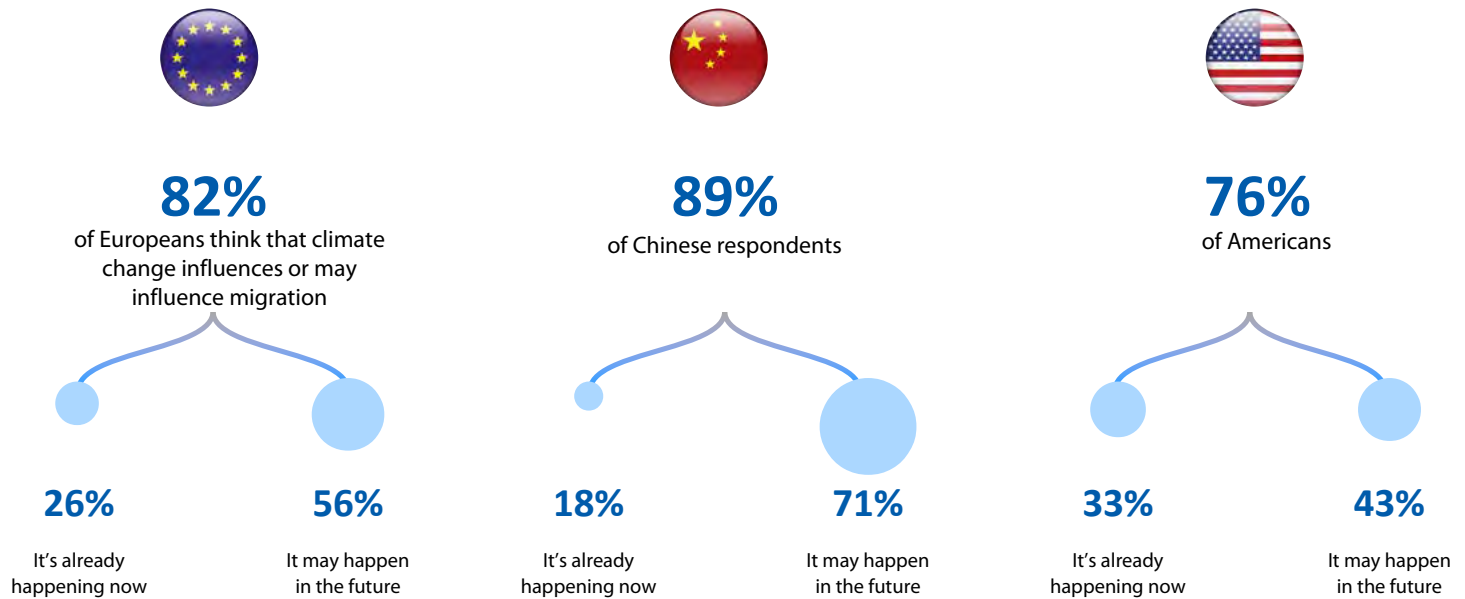 82%
of Europeans think that climate
change influences or may
influence migration
26%
It’s already
happening now
56%
It may happen
in the future
89%
of Chinese respondents
18%
It’s already
happening now
71%
It may happen
in the future
76%
of Americans
33%
It’s already
happening now
43%
It may happen
in the future